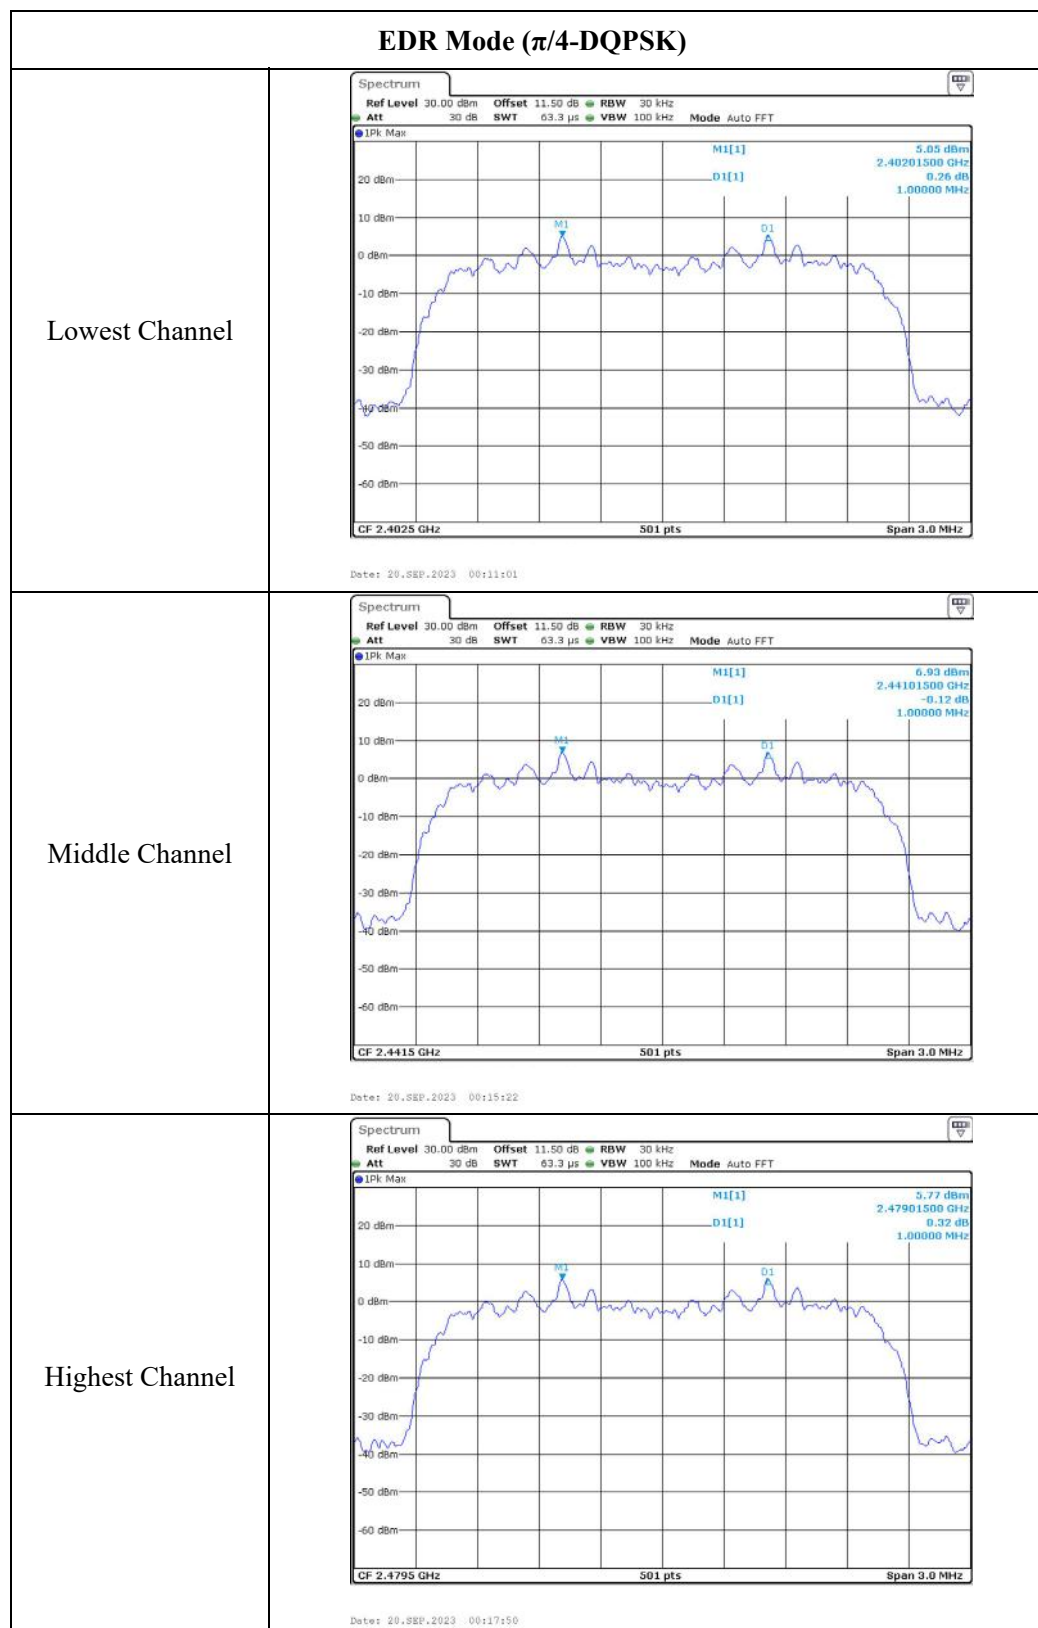 EDR Mode (π/4-DQPSK)
Lowest Channel
Spectrum
Ref Level 30.00 dBm Offset 11.50 dB RBW 30 kHz
Att 30 dB SWT 63.3 µs VBW 100 kHz Mode Auto FFT
1Pk Max
M1[1] 5.05 dBm
2.40201500 GHz
D1[1] 0.26 dB
1.00000 MHz
20 dBm
10 dBm
M1
D1
0 dBm
-10 dBm
-20 dBm
-30 dBm
-40 dBm
-50 dBm
-60 dBm
CF 2.4025 GHz 501 pts Span 3.0 MHz
Date: 20.SEP.2023 00:11:01
Middle Channel
Spectrum
Ref Level 30.00 dBm Offset 11.50 dB RBW 30 kHz
Att 30 dB SWT 63.3 µs VBW 100 kHz Mode Auto FFT
1Pk Max
M1[1] 6.93 dBm
2.44101500 GHz
D1[1] -0.12 dB
1.00000 MHz
20 dBm
10 dBm
M1
D1
0 dBm
-10 dBm
-20 dBm
-30 dBm
-40 dBm
-50 dBm
-60 dBm
CF 2.4415 GHz 501 pts Span 3.0 MHz
Date: 20.SEP.2023 00:15:22
Highest Channel
Spectrum
Ref Level 30.00 dBm Offset 11.50 dB RBW 30 kHz
Att 30 dB SWT 63.3 µs VBW 100 kHz Mode Auto FFT
1Pk Max
M1[1] 5.77 dBm
2.47901500 GHz
D1[1] 0.32 dB
1.00000 MHz
20 dBm
10 dBm
M1
D1
0 dBm
-10 dBm
-20 dBm
-30 dBm
-40 dBm
-50 dBm
-60 dBm
CF 2.4795 GHz 501 pts Span 3.0 MHz
Date: 20.SEP.2023 00:17:50